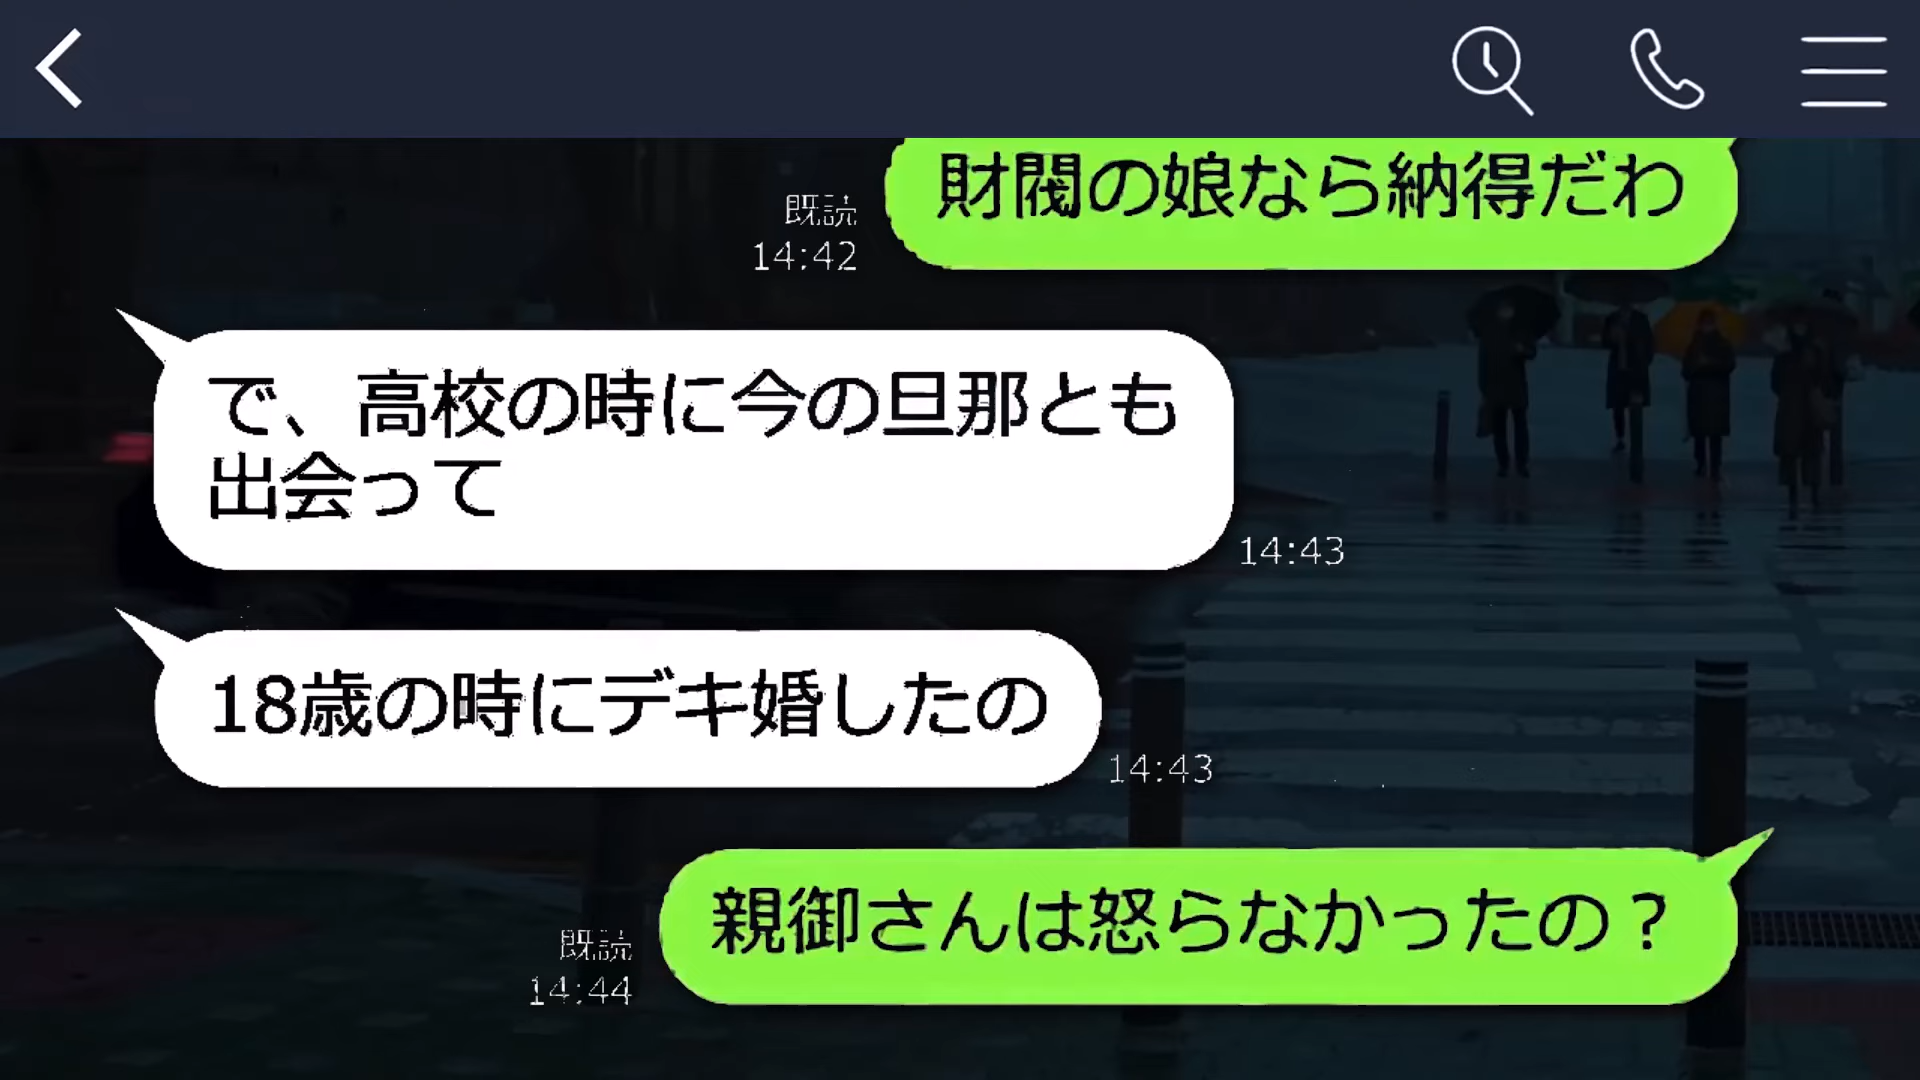 財閥の娘なら納得だわ
既読
14:42
で、高校の時に今の旦那とも
出会って
14:43
18歳の時にデキ婚したの
14:43
親御さんは怒らなかったの？
既読
14:44